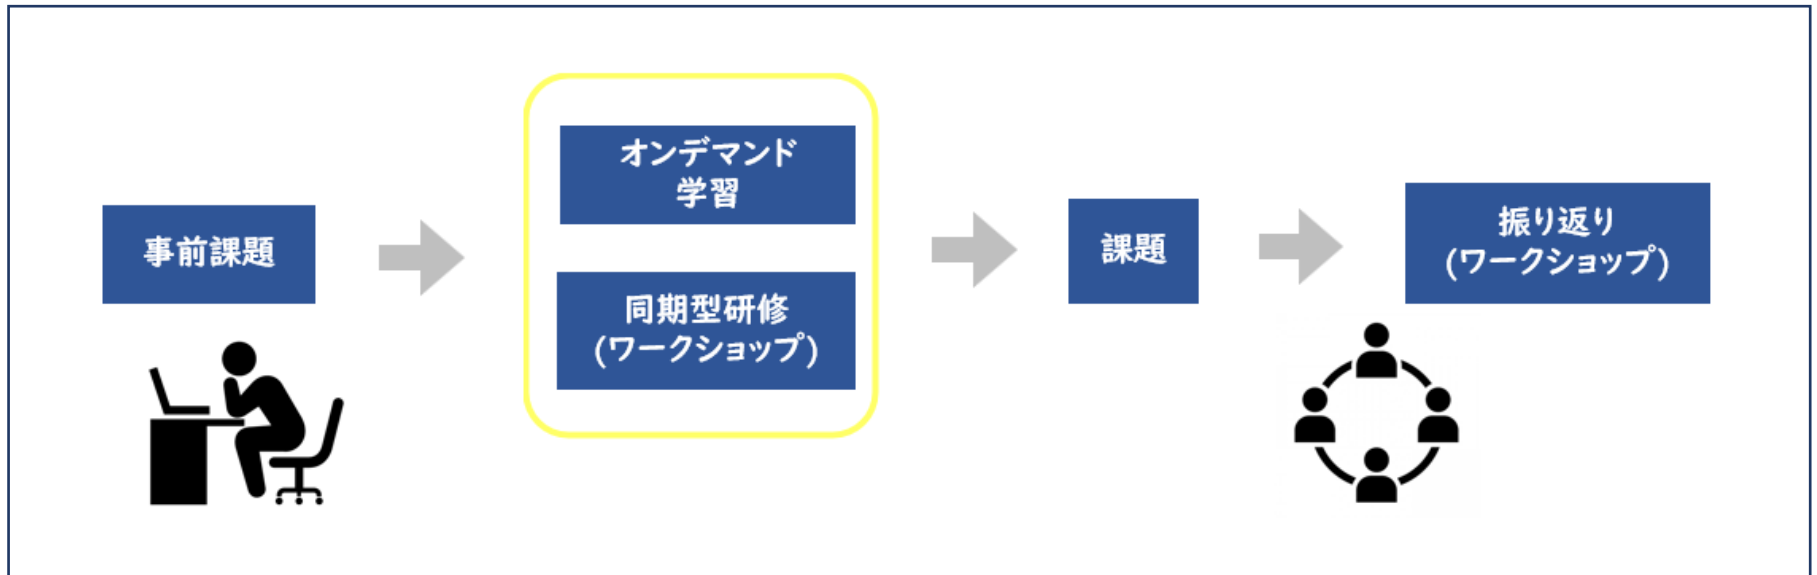 事前課題
オンデマンド
学習
同期型研修
(ワークショップ)
課題
振り返り
(ワークショップ)